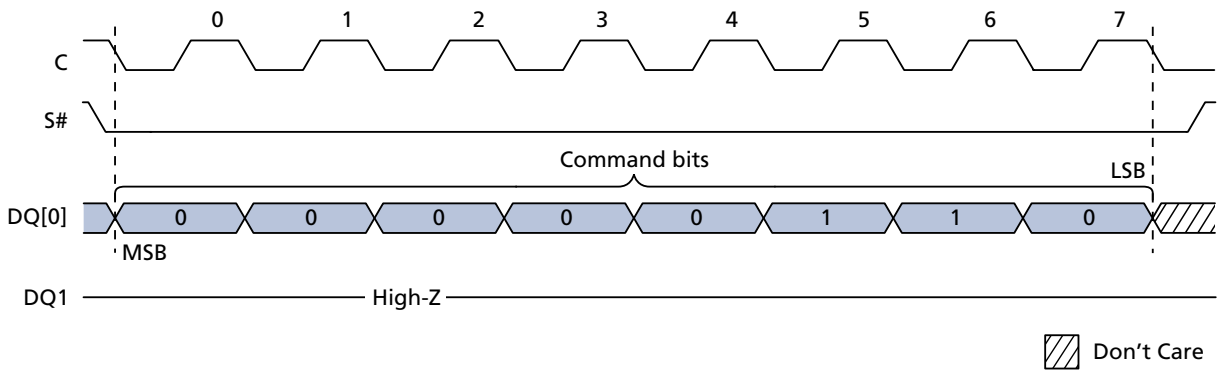 0 1 2 3 4 5 6 7
C
S#
Command bits
LSB
DQ[0] 0 0 0 0 0 1 1 0
MSB
DQ1 High-Z
Don't Care